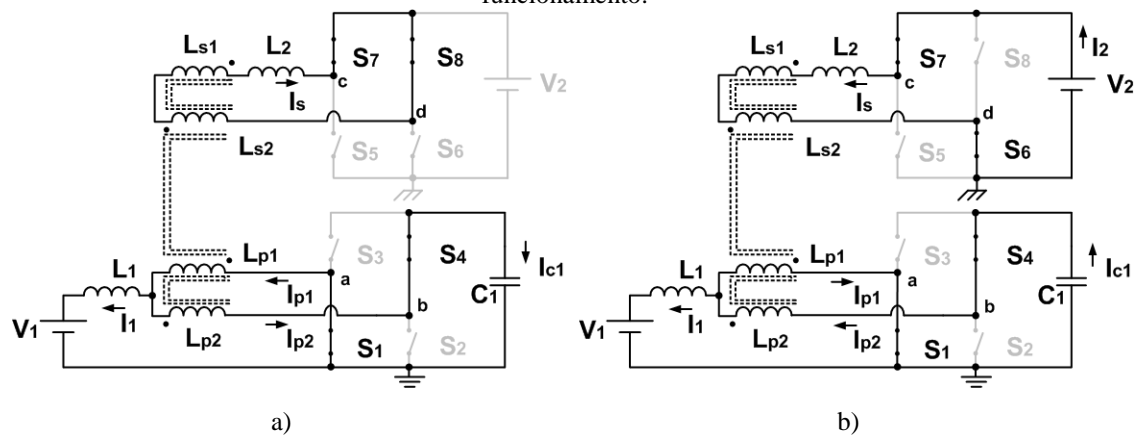 funcionamento.
Ls1 L2 S7 S8 V2
Is c
d
Ls2 S5 S6
Lp1 S3 S4
L1 a Ic1
Ip1 C1
V1 I1 b
Lp2 Ip2 S1 S2
a)
Ls1 L2 S7 S8 I2
Is c V2
d
Ls2 S5 S6
Lp1 S3 S4
L1 a Ic1
Ip1 C1
V1 I1 b
Lp2 Ip2 S1 S2
b)